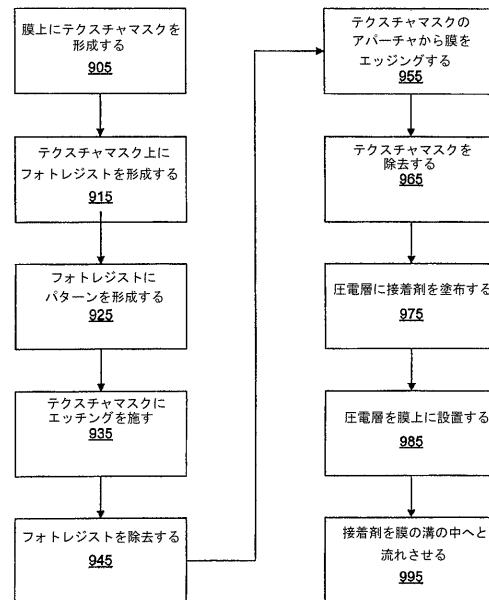 膜上にテクスチャマスクを
形成する
905
テクスチャマスク上に
フォトレジストを形成する
915
フォトレジストに
パターンを形成する
925
テクスチャマスクに
エッチングを施す
935
フォトレジストを除去する
945
テクスチャマスクの
アパーチャから膜を
エッジングする
955
テクスチャマスクを
除去する
965
圧電層に接着剤を塗布する
975
圧電層を膜上に設置する
985
接着剤を膜の溝の中へと
流れさせる
995